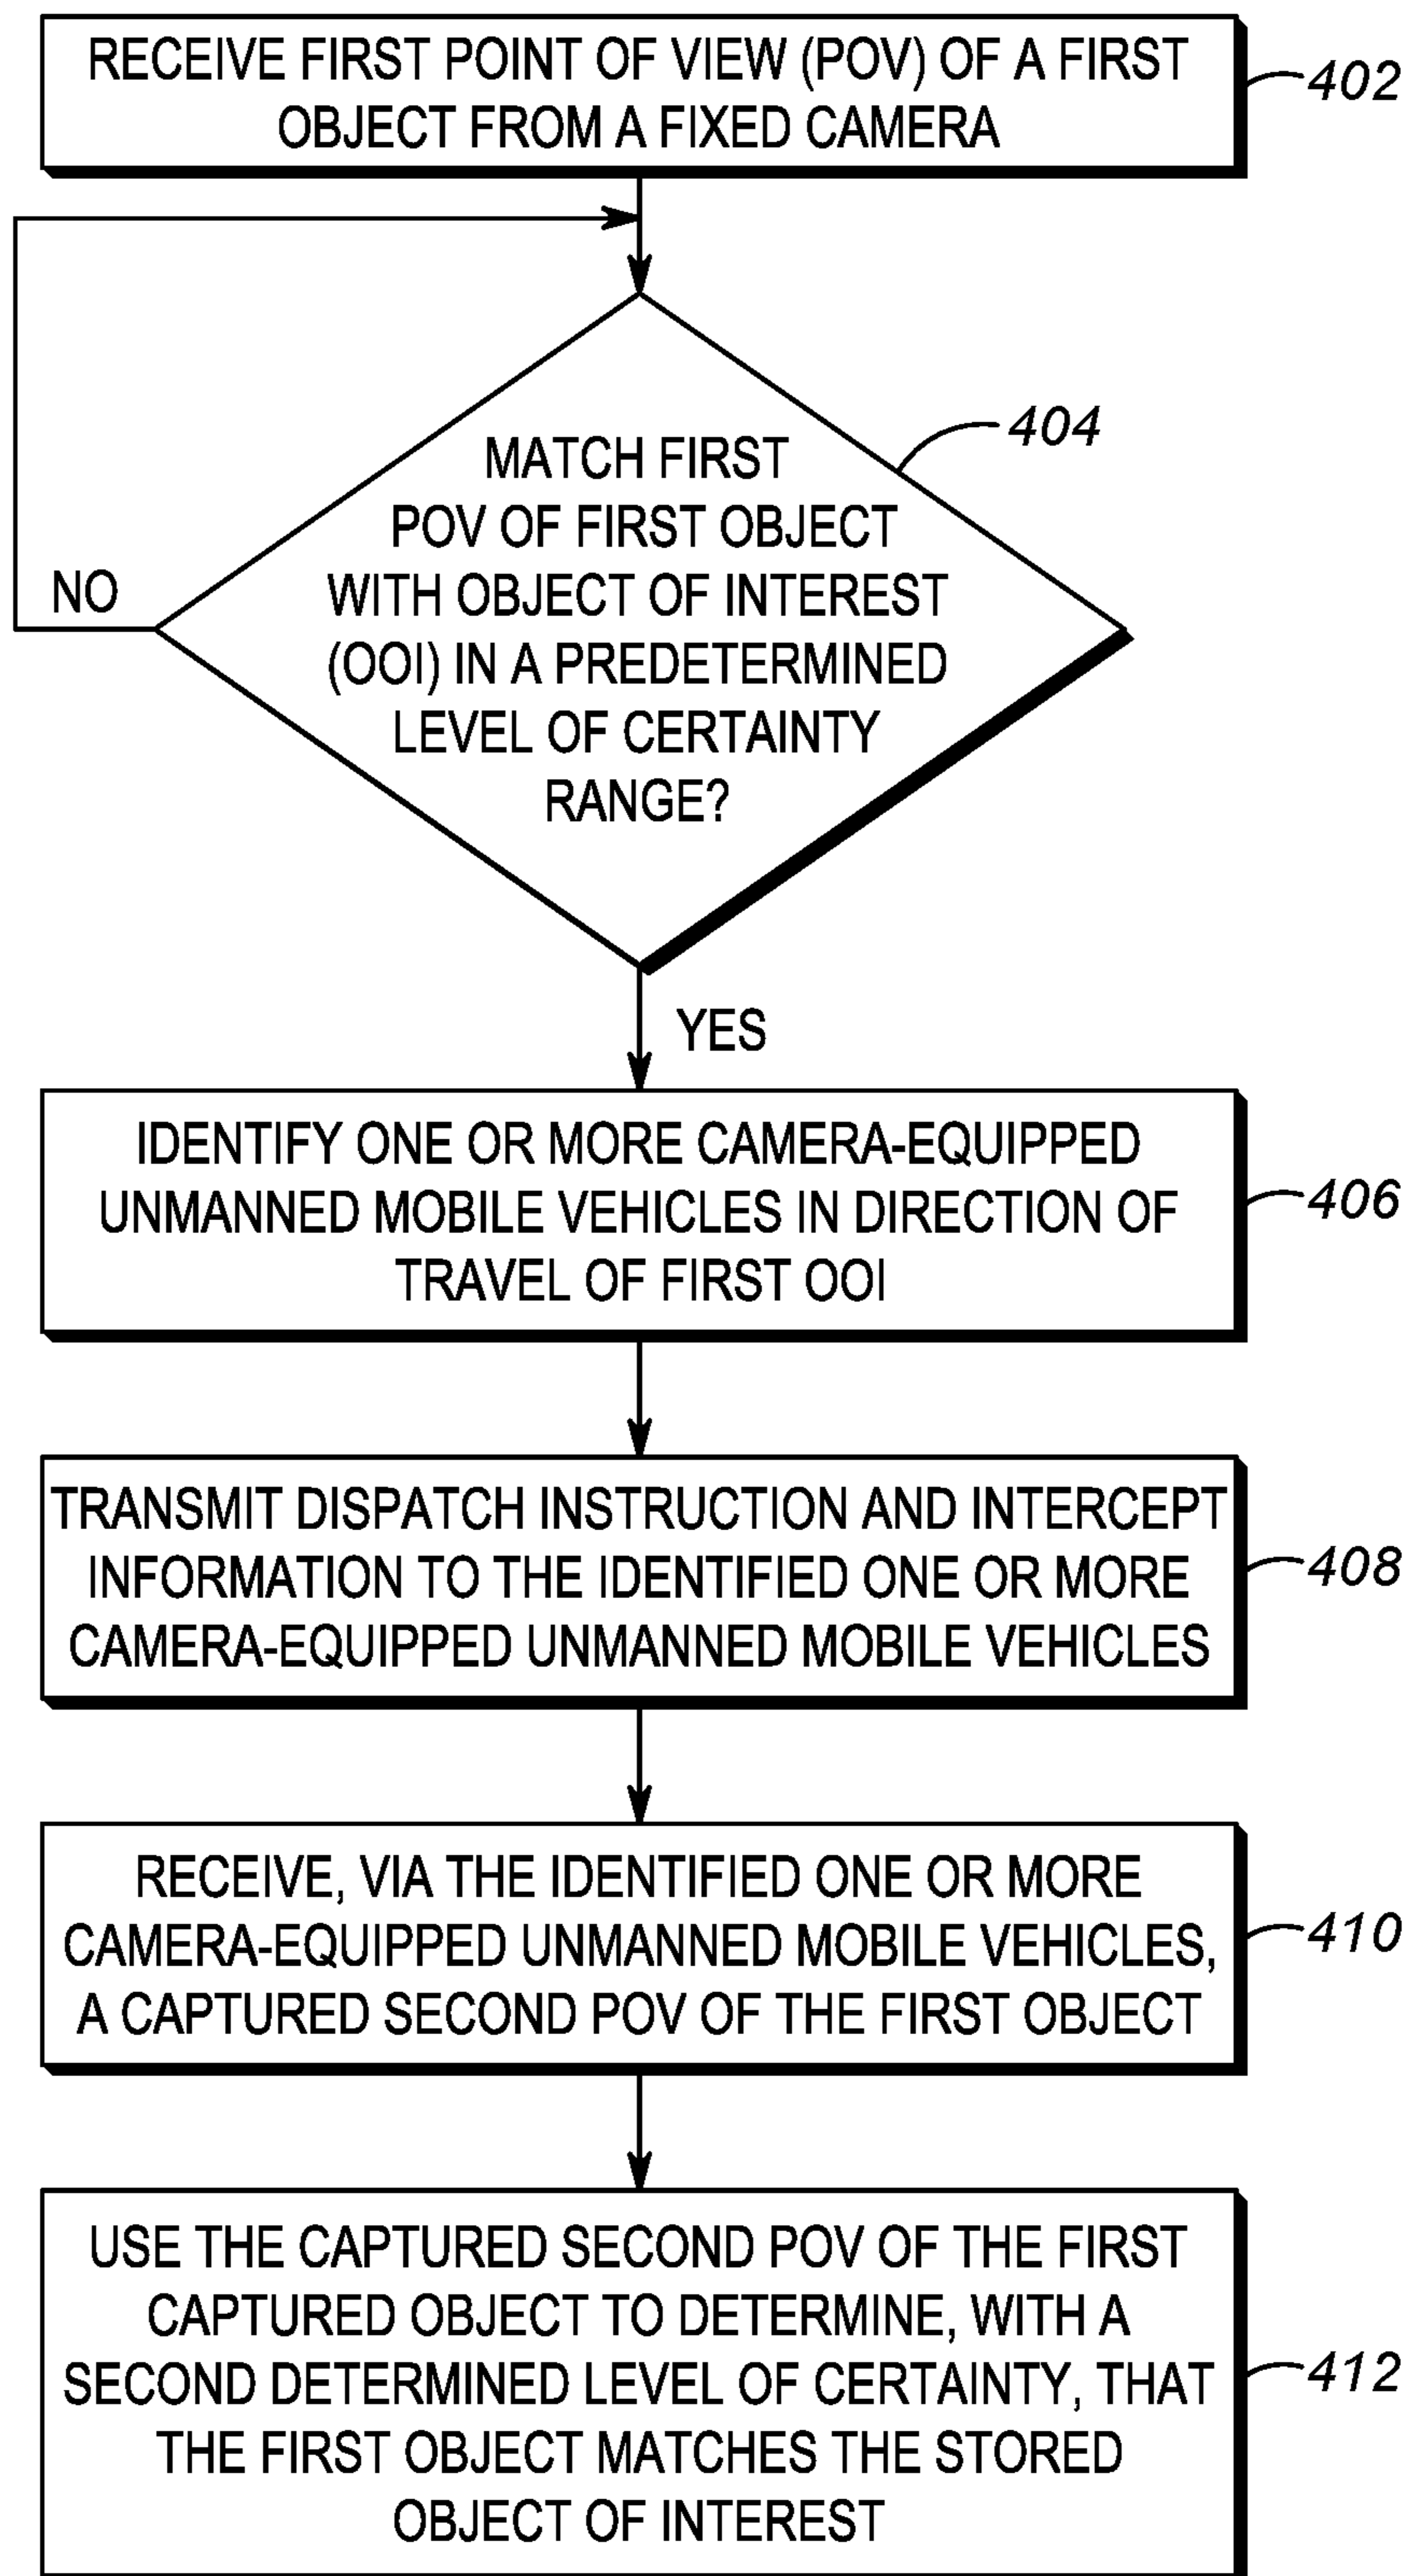 RECEIVE FIRST POINT OF VIEW (POV) OF A FIRST
OBJECT FROM A FIXED CAMERA
402
MATCH FIRST
POV OF FIRST OBJECT
WITH OBJECT OF INTEREST
(OOI) IN A PREDETERMINED
LEVEL OF CERTAINTY
RANGE?
404
NO
YES
IDENTIFY ONE OR MORE CAMERA-EQUIPPED
UNMANNED MOBILE VEHICLES IN DIRECTION OF
TRAVEL OF FIRST OOI
406
TRANSMIT DISPATCH INSTRUCTION AND INTERCEPT
INFORMATION TO THE IDENTIFIED ONE OR MORE
CAMERA-EQUIPPED UNMANNED MOBILE VEHICLES
408
RECEIVE, VIA THE IDENTIFIED ONE OR MORE
CAMERA-EQUIPPED UNMANNED MOBILE VEHICLES,
A CAPTURED SECOND POV OF THE FIRST OBJECT
410
USE THE CAPTURED SECOND POV OF THE FIRST
CAPTURED OBJECT TO DETERMINE, WITH A
SECOND DETERMINED LEVEL OF CERTAINTY, THAT
THE FIRST OBJECT MATCHES THE STORED
OBJECT OF INTEREST
412